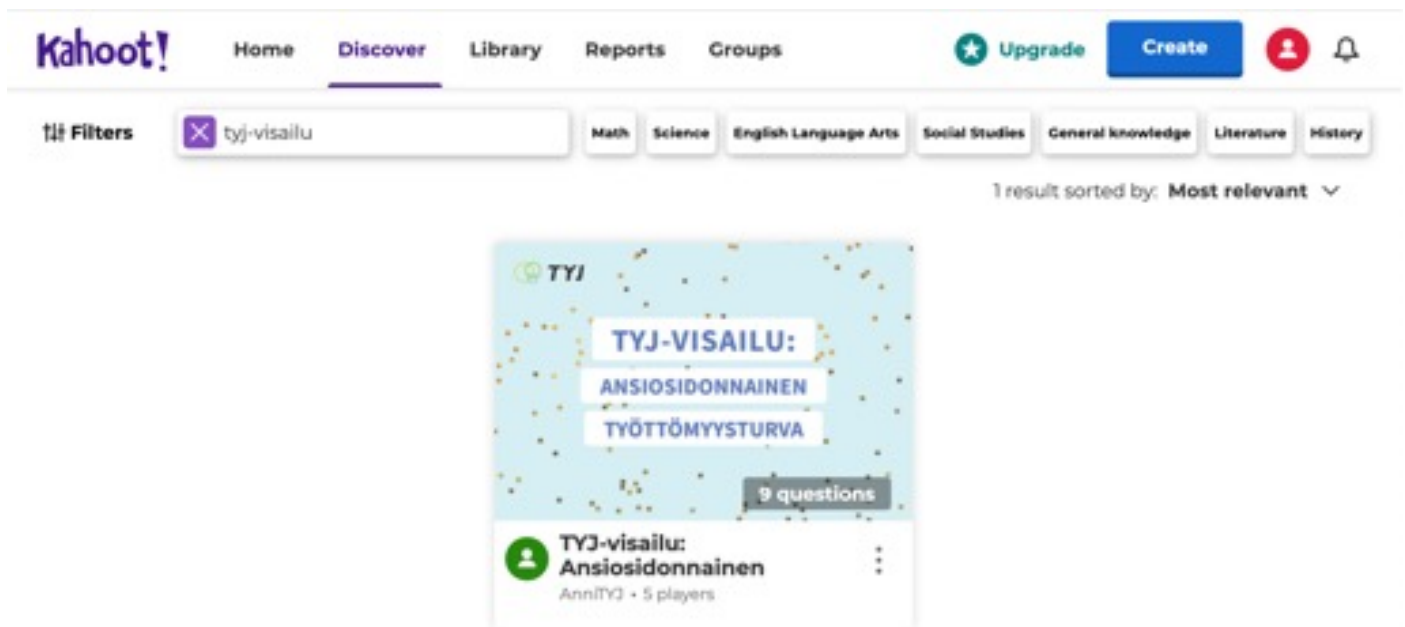 Kahoot! Home Discover Library Reports Groups Upgrade Create
Filters tyj-visailu Math Science English Language Arts Social Studies General knowledge Literature History
1 result sorted by: Most relevant
TYJ
TYJ-VISAILU:
ANSIOSIDONNAINEN
TYÖTTÖMYYSTURVA
9 questions
TYJ-visailu:
Ansiosidonnainen
AnniTYJ • 5 players